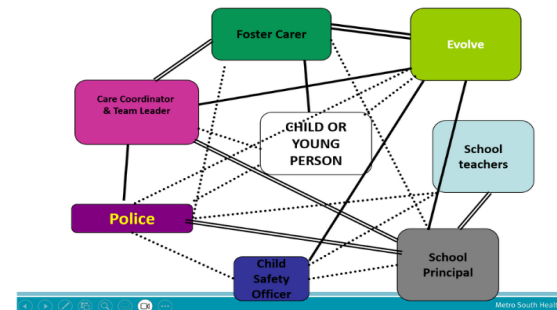 Foster Carer
Evolve
Care Coordinator
& Team Leader
CHILD OR
YOUNG
PERSON
School
teachers
Police
School
Principal
Child
Safety
Officer
Metro South Heal